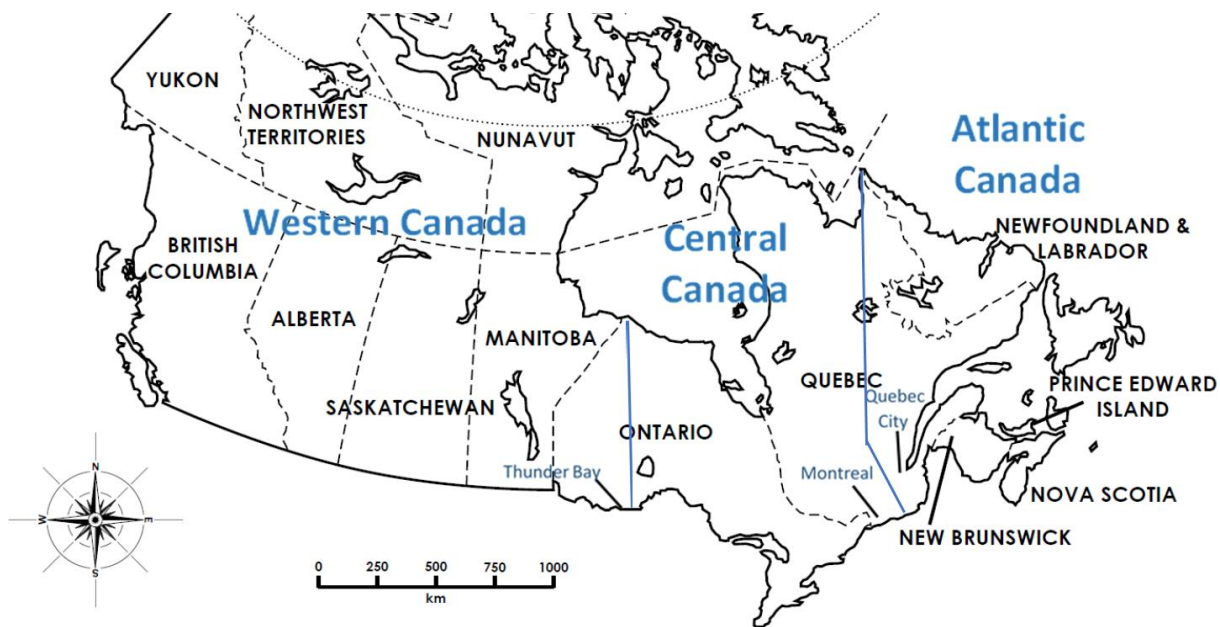 YUKON
NORTHWEST
TERRITORIES
NUNAVUT
Atlantic
Canada
Western Canada
Central
Canada
NEWFOUNDLAND &
LABRADOR
BRITISH
COLUMBIA
ALBERTA
MANITOBA
SASKATCHEWAN
QUEBEC
Quebec
City
PRINCE EDWARD
ISLAND
ONTARIO
Thunder Bay
Montreal
NOVA SCOTIA
NEW BRUNSWICK
N
W
E
S
0 250 500 750 1000
km